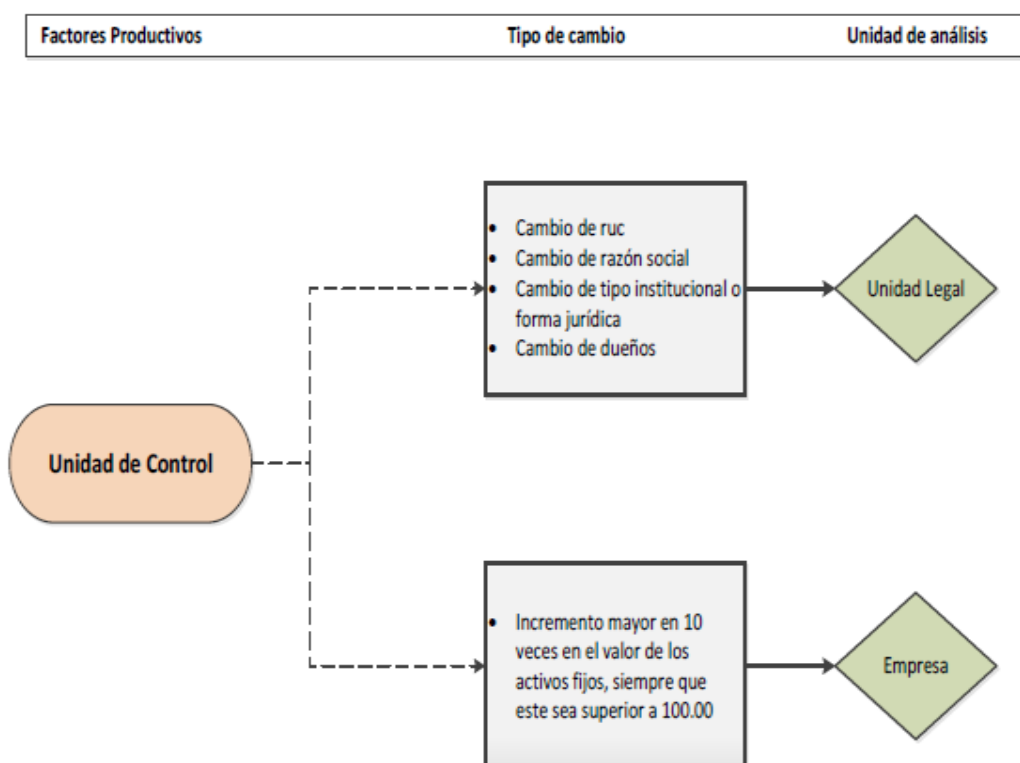 Factores Productivos Tipo de cambio Unidad de análisis
• Cambio de ruc
• Cambio de razón social
• Cambio de tipo institucional o
forma jurídica
• Cambio de dueños
Unidad Legal
Unidad de Control
• Incremento mayor en 10
veces en el valor de los
activos fijos, siempre que
este sea superior a 100.00
Empresa